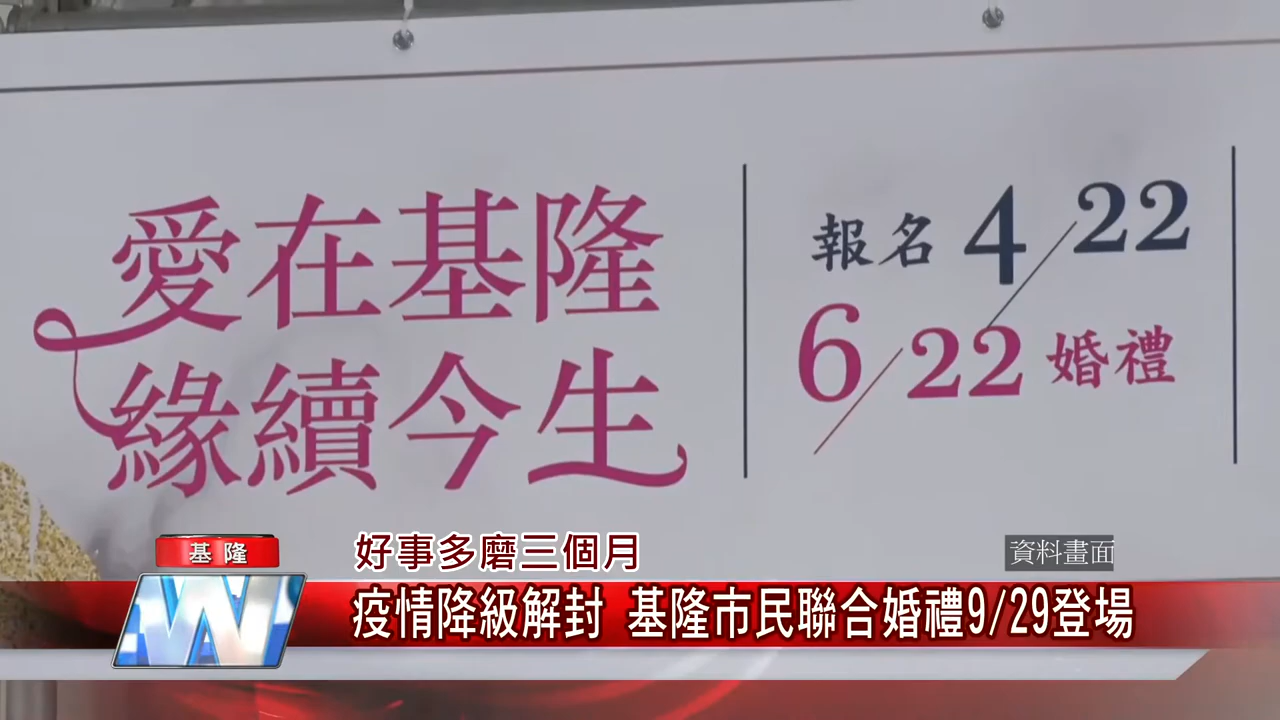 愛在基隆
緣續今生
報名 4/22
6/22 婚禮
好事多磨三個月
資料畫面
基隆
疫情降級解封 基隆市民聯合婚禮9/29登場